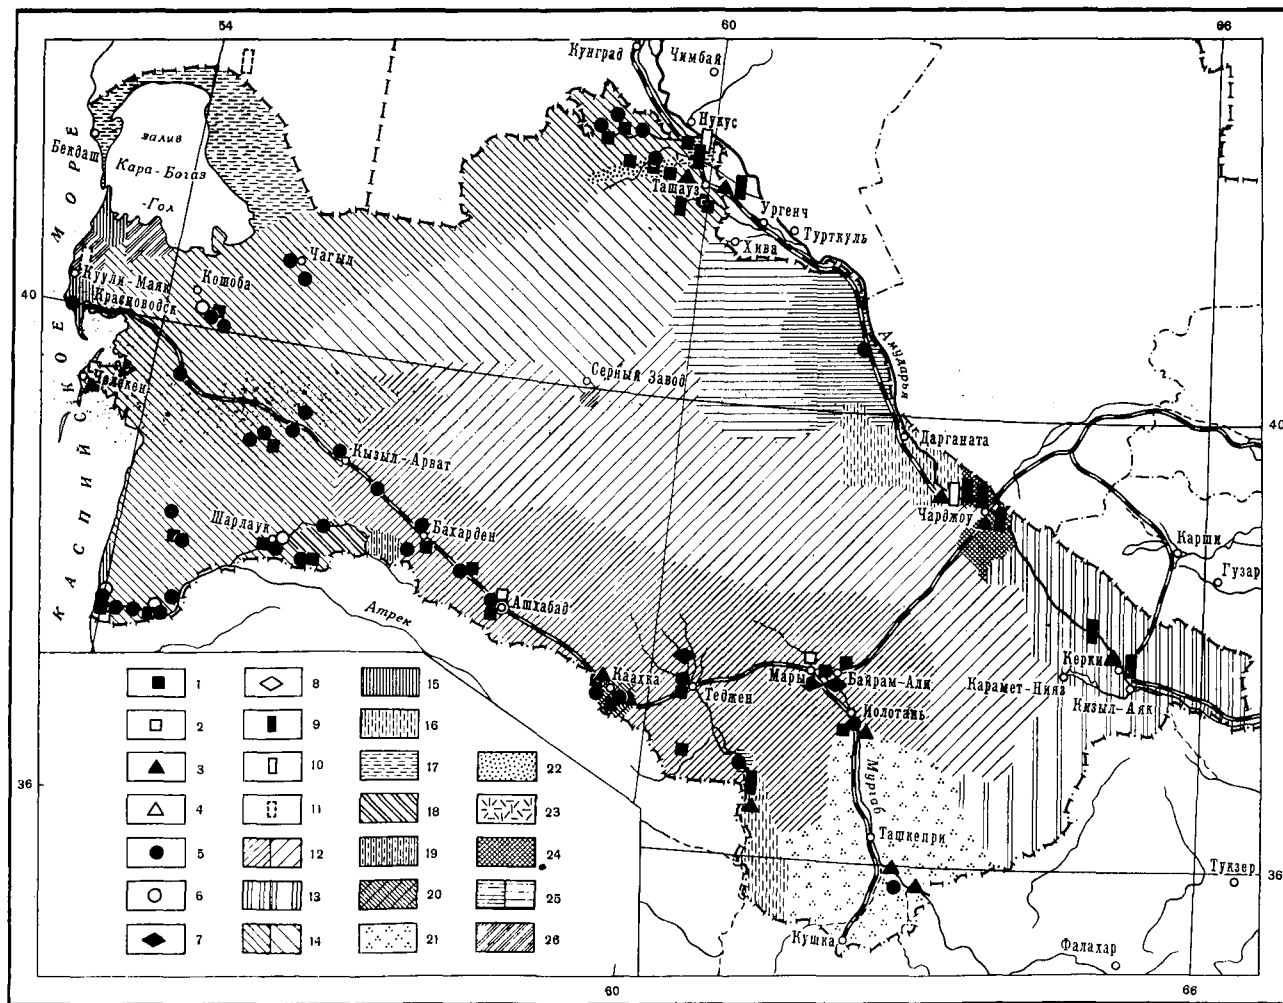 54
60
66
Кунград
Чимбай
Нукус
Бекдаш
залив
Кара-Богаз
-Гол
КАСПИЙСКОЕ МОРЕ
Ташауз
Ургенч
Турткуль
Хива
Чагыл
Кошоба
Куули-Маяк
40
Красноводск
Серный Завод
Амударья
Челекен
40
Дарганата
Кызыл-Арват
Чарджоу
Шарлаук
Бахарден
Карши
Гузар
Ашхабад
Атрек
Каахка
Теджен
Мары
Байрам-Али
Керки
Карамет-Нияз
Кизыл-Аяк
Иолотань
Мургаб
36
Ташкепри
Тукзер
36
Кушка
Фалахар
60
66
1
2
3
4
5
6
7
8
9
10
11
12
13
14
15
16
17
18
19
20
21
22
23
24
25
26